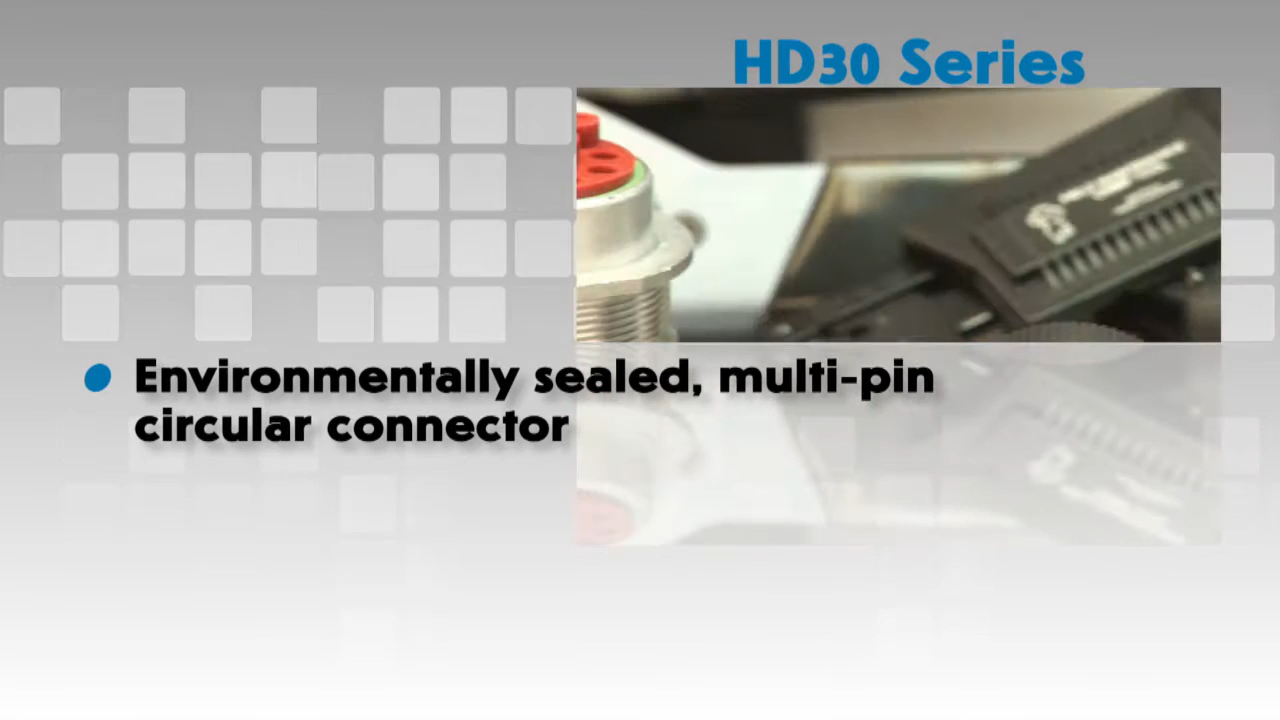 HD30 Series
Environmentally sealed, multi-pin
circular connector